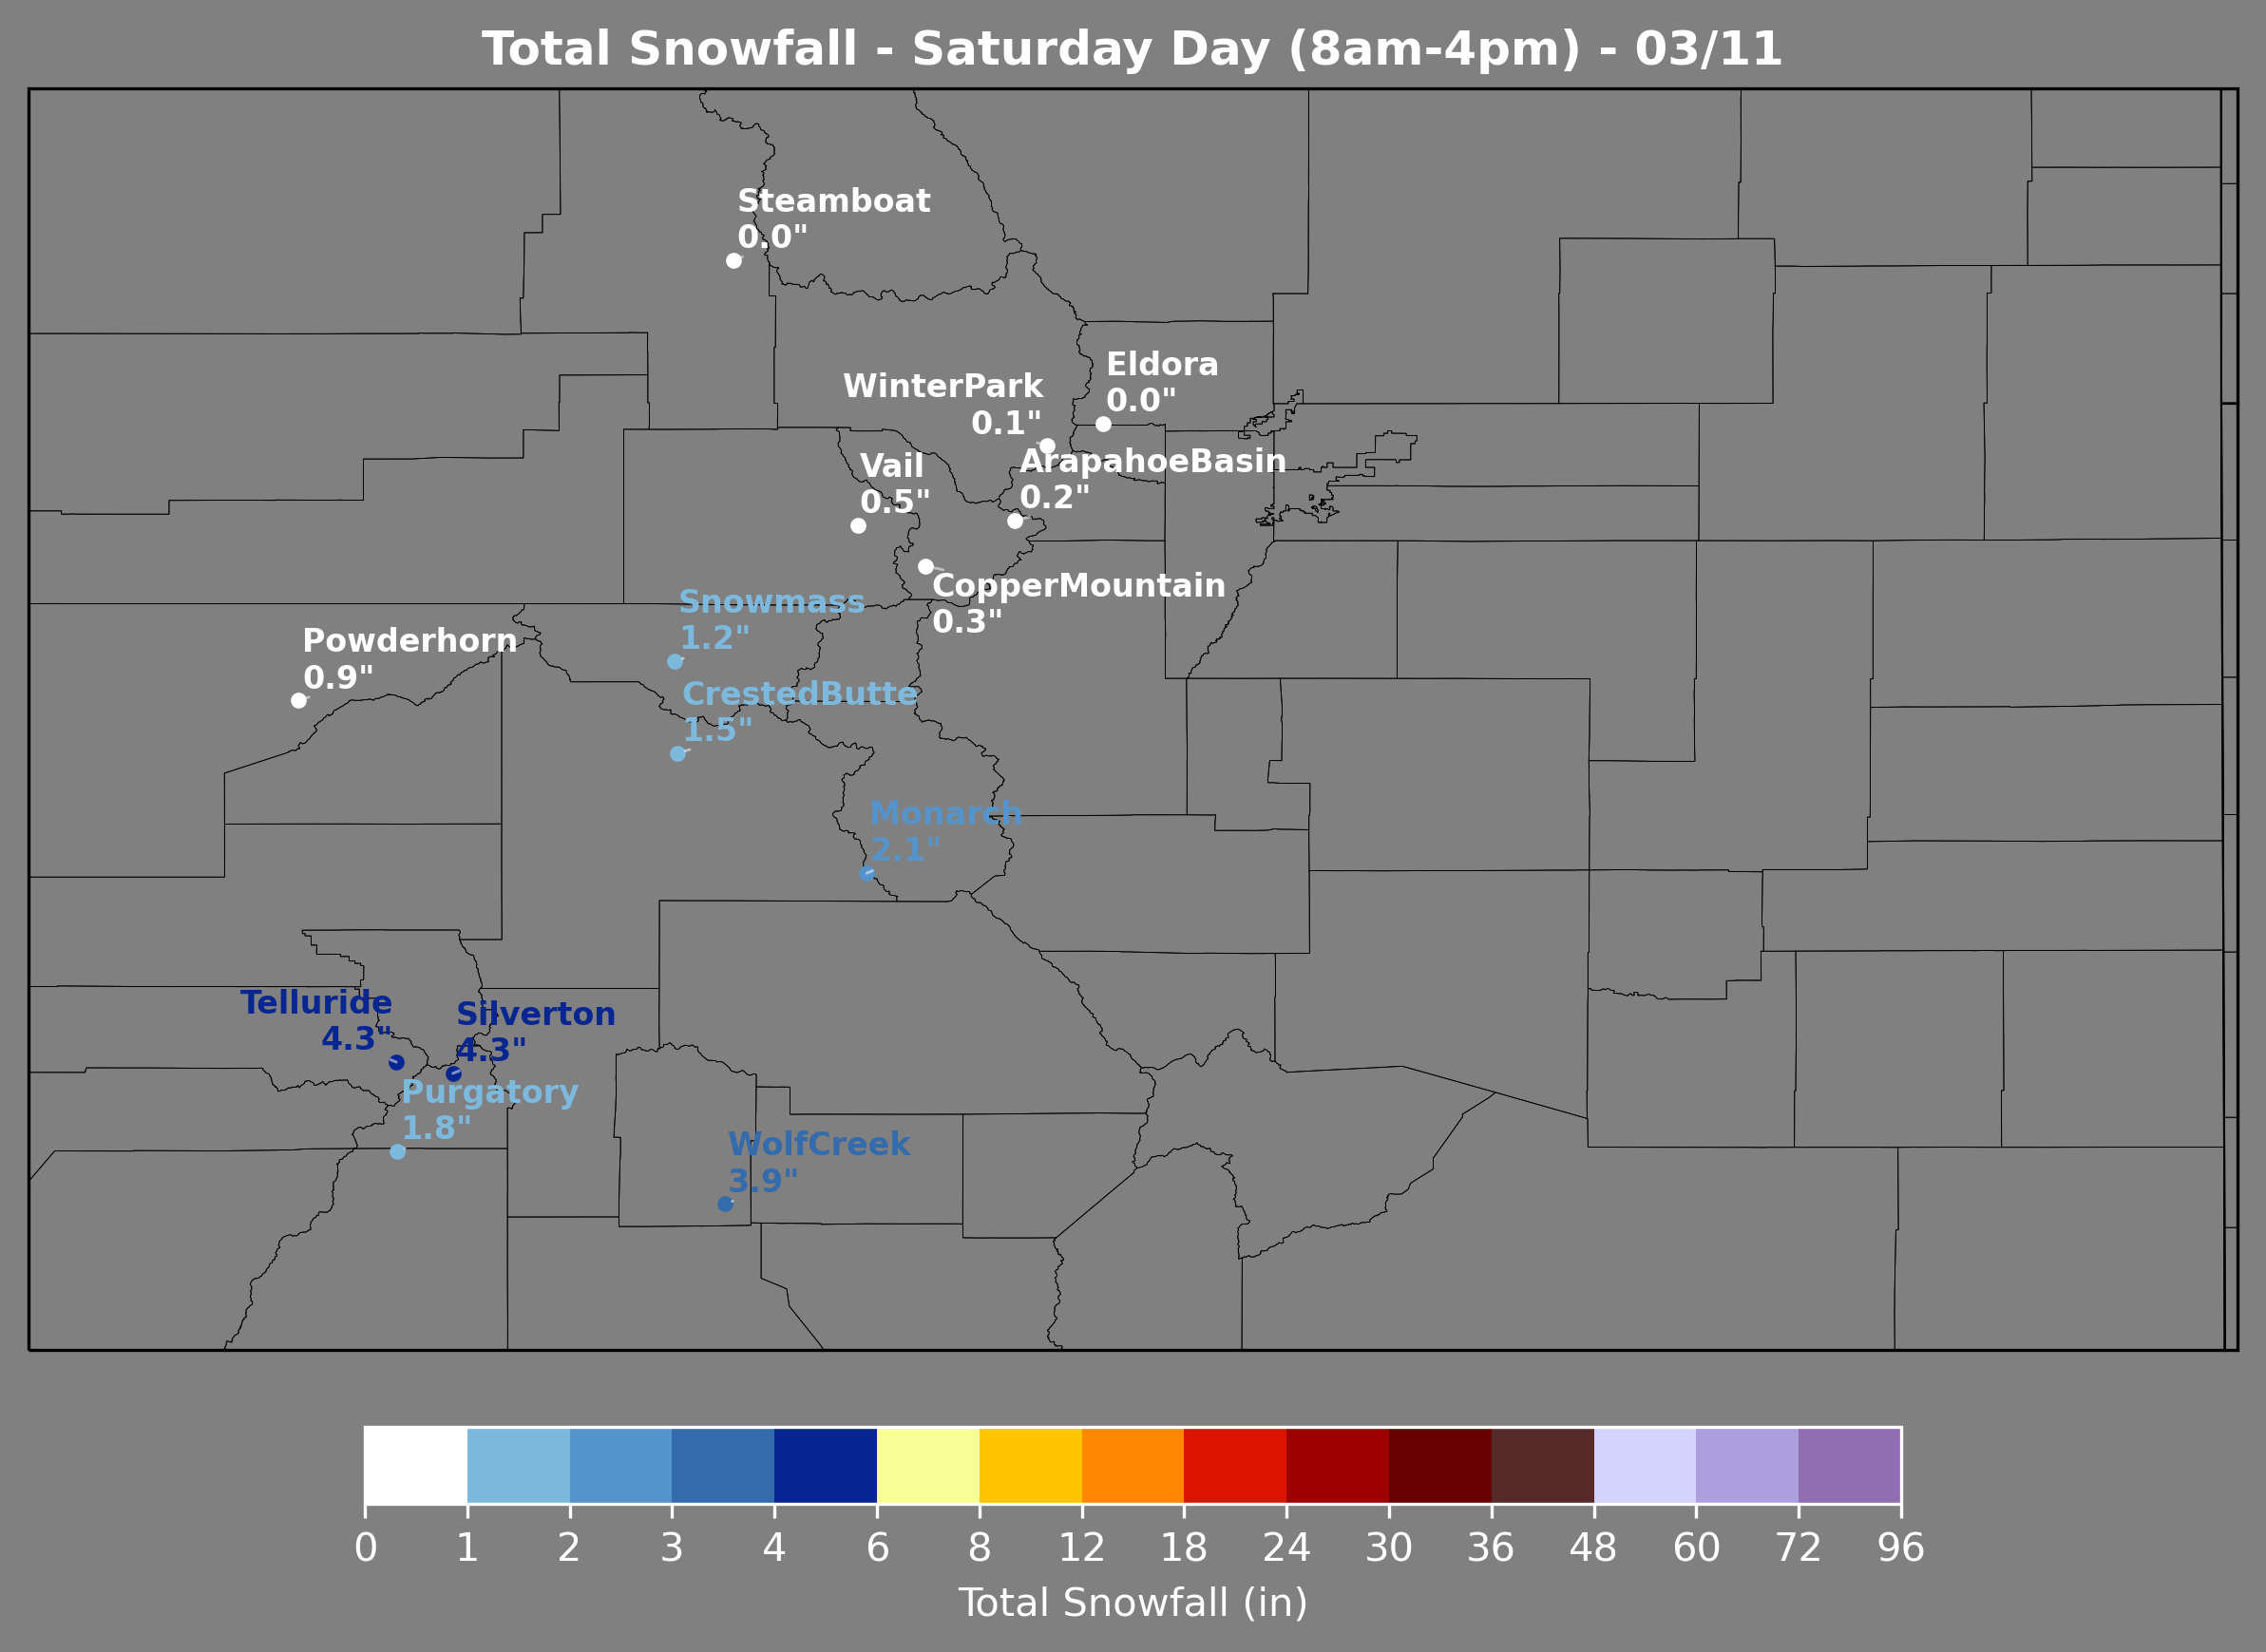 Total Snowfall - Saturday Day (8am-4pm) - 03/11
Steamboat
0.0"
Eldora
0.0"
WinterPark
0.1"
ArapahoeBasin
0.2"
Vail
0.5"
CopperMountain
0.3"
Snowmass
1.2"
Powderhorn
0.9"
CrestedButte
1.5"
Monarch
2.1"
Telluride
4.3"
Silverton
4.3"
Purgatory
1.8"
WolfCreek
3.9"
0 1 2 3 4 6 8 12 18 24 30 36 48 60 72 96
Total Snowfall (in)